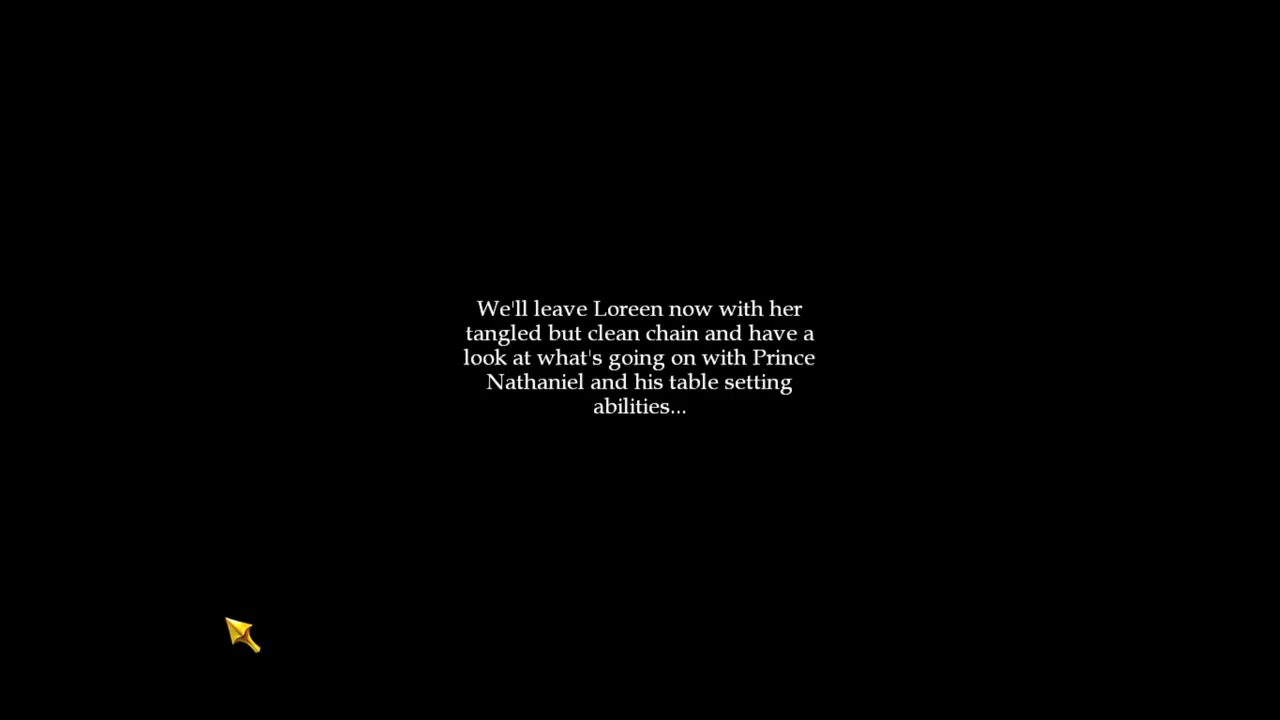 We'll leave Loreen now with her
tangled but clean chain and have a
look at what's going on with Prince
Nathaniel and his table setting
abilities...